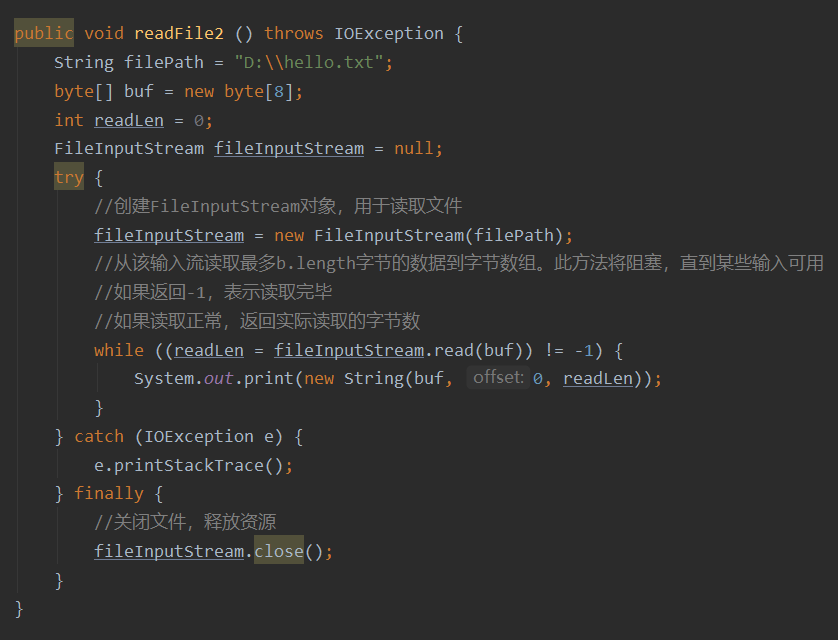 public void readFile2 () throws IOException {
    String filePath = "D:\\hello.txt";
    byte[] buf = new byte[8];
    int readLen = 0;
    FileInputStream fileInputStream = null;
    try {
        //创建FileInputStream对象，用于读取文件
        fileInputStream = new FileInputStream(filePath);
        //从该输入流读取最多b.length字节的数据到字节数组。此方法将阻塞，直到某些输入可用
        //如果返回-1，表示读取完毕
        //如果读取正常，返回实际读取的字节数
        while ((readLen = fileInputStream.read(buf)) != -1) {
            System.out.print(new String(buf, offset: 0, readLen));
        }
    } catch (IOException e) {
        e.printStackTrace();
    } finally {
        //关闭文件，释放资源
        fileInputStream.close();
    }
}